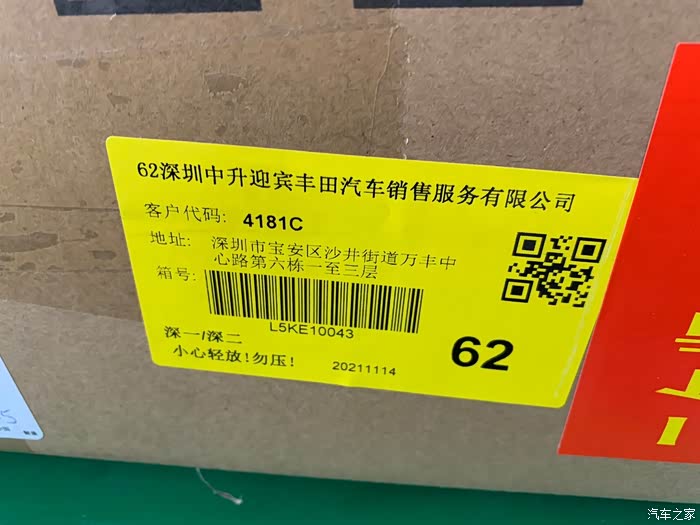 62深圳中升迎宾丰田汽车销售服务有限公司
客户代码: 4181C
地址: 深圳市宝安区沙井街道万丰中
心路第六栋一至三层
箱号:
L5KE10043
深一/深二
62
小心轻放!勿压!
20211114
汽车之家